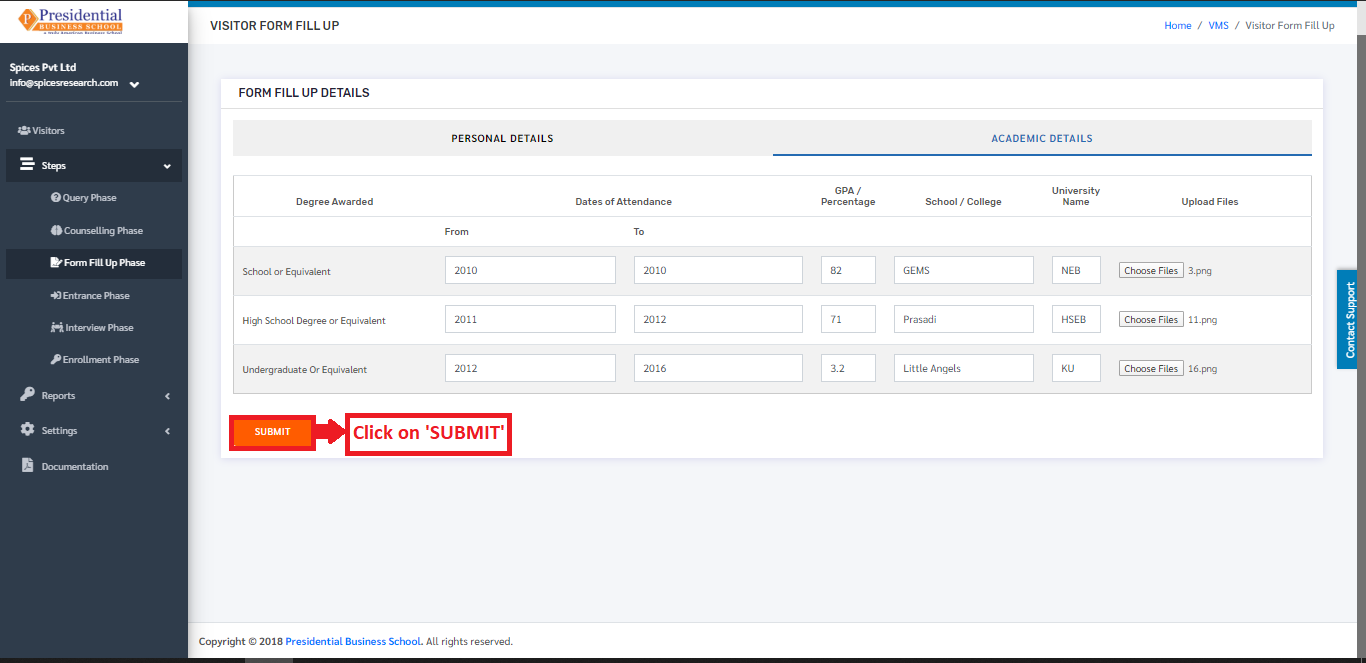 Presidential
BUSINESS SCHOOL
a Wells American Business School
Spices Pvt Ltd
info@spicesresearch.com
Visitors
Steps
Query Phase
Counselling Phase
Form Fill Up Phase
Entrance Phase
Interview Phase
Enrollment Phase
Reports
Settings
Documentation
VISITOR FORM FILL UP
Home / VMS / Visitor Form Fill Up
FORM FILL UP DETAILS
PERSONAL DETAILS ACADEMIC DETAILS
Degree Awarded Dates of Attendance GPA / Percentage School / College University Name Upload Files
From To
School or Equivalent 2010 2010 82 GEMS NEB Choose Files 3.png
High School Degree or Equivalent 2011 2012 71 Prasadi HSEB Choose Files 11.png
Undergraduate Or Equivalent 2012 2016 3.2 Little Angels KU Choose Files 16.png
SUBMIT Click on 'SUBMIT'
Contact Support
Copyright © 2018 Presidential Business School. All rights reserved.